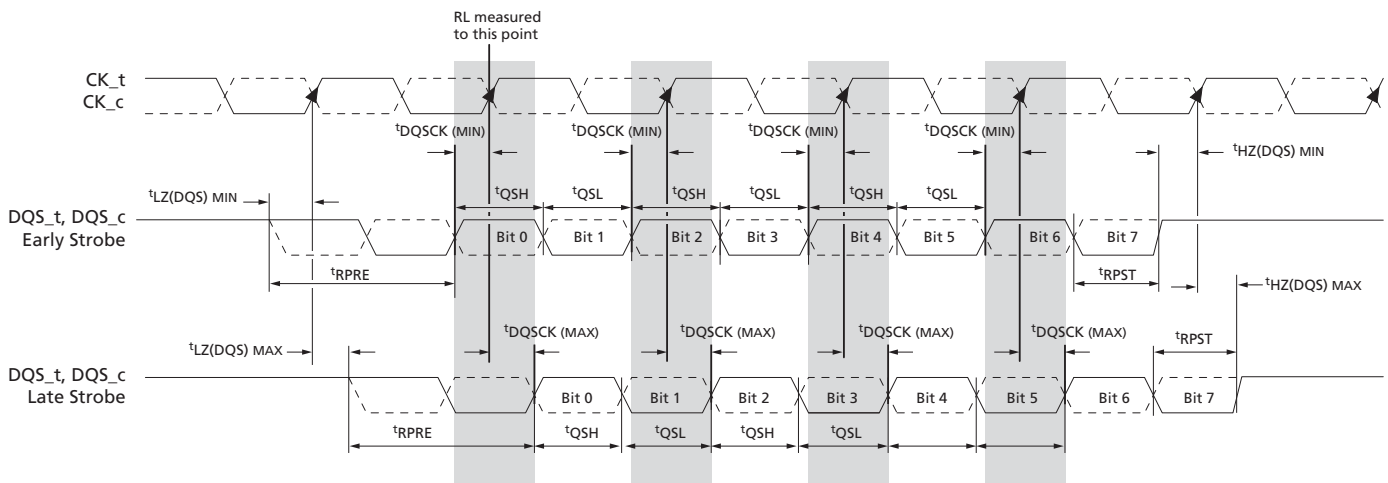 RL measured
to this point
CK_t
CK_c
tDQSCK (MIN) tDQSCK (MIN) tDQSCK (MIN) tDQSCK (MIN)
tHZ(DQS) MIN
tLZ(DQS) MIN
tQSH tQSL tQSH tQSL tQSH tQSL
DQS_t, DQS_c
Early Strobe
Bit 0 Bit 1 Bit 2 Bit 3 Bit 4 Bit 5 Bit 6 Bit 7
tRPRE
tRPST
tHZ(DQS) MAX
tDQSCK (MAX) tDQSCK (MAX) tDQSCK (MAX) tDQSCK (MAX)
tLZ(DQS) MAX
tRPST
DQS_t, DQS_c
Late Strobe
Bit 0 Bit 1 Bit 2 Bit 3 Bit 4 Bit 5 Bit 6 Bit 7
tRPRE
tQSH tQSL tQSH tQSL